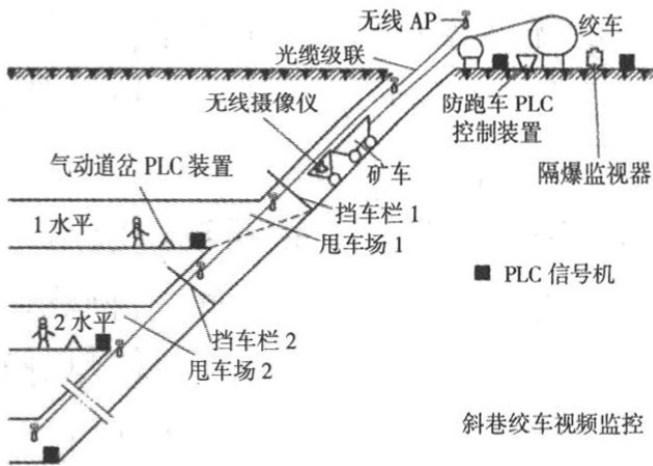 无线 AP
绞车
光缆级联
无线摄像仪
防跑车 PLC
控制装置
隔爆监视器
气动道岔 PLC 装置
矿车
1 水平
挡车栏 1
甩车场 1
■ PLC 信号机
2 水平
挡车栏 2
甩车场 2
斜巷绞车视频监控